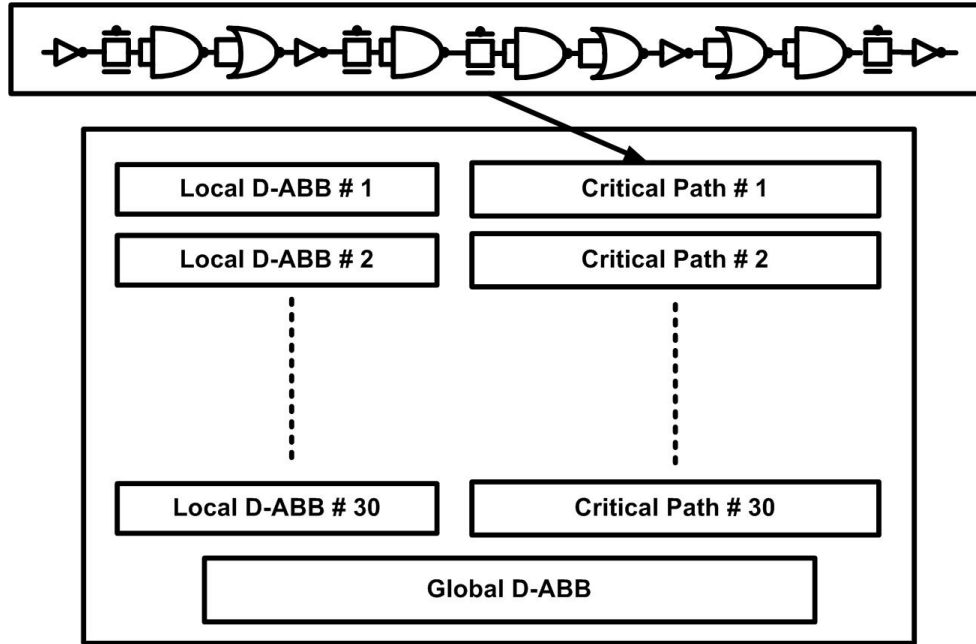 Local D-ABB # 1
Critical Path # 1
Local D-ABB # 2
Critical Path # 2
Local D-ABB # 30
Critical Path # 30
Global D-ABB